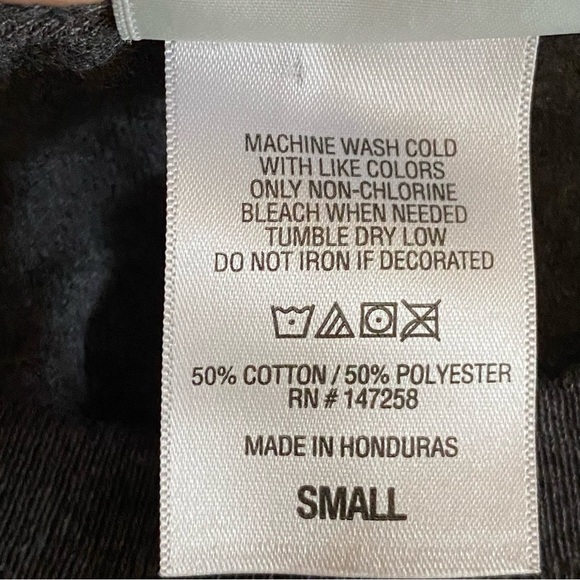 MACHINE WASH COLD
WITH LIKE COLORS
ONLY NON-CHLORINE
BLEACH WHEN NEEDED
TUMBLE DRY LOW
DO NOT IRON IF DECORATED
50% COTTON / 50% POLYESTER
RN # 147258
MADE IN HONDURAS
SMALL